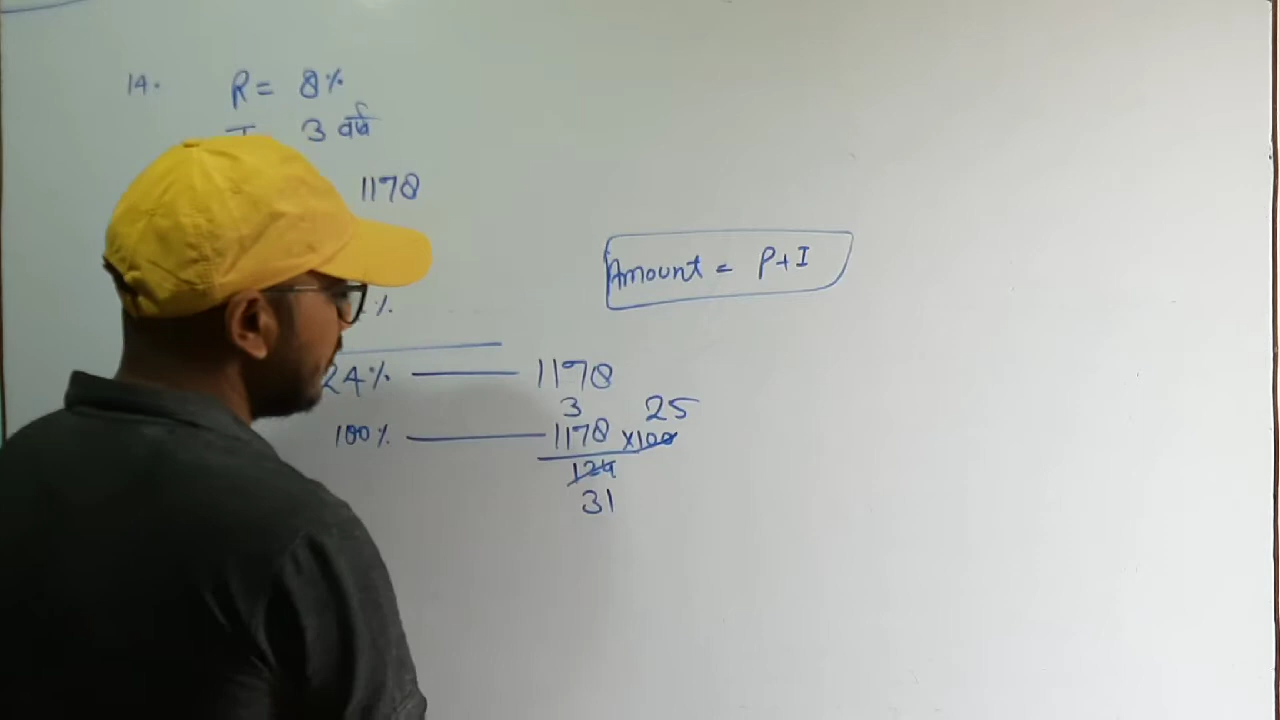 14. R = 8%
3 वर्ष
1178
Amount = P+I
%.
24% —— 1178
3 25
100% —— 1178 x100
124
31